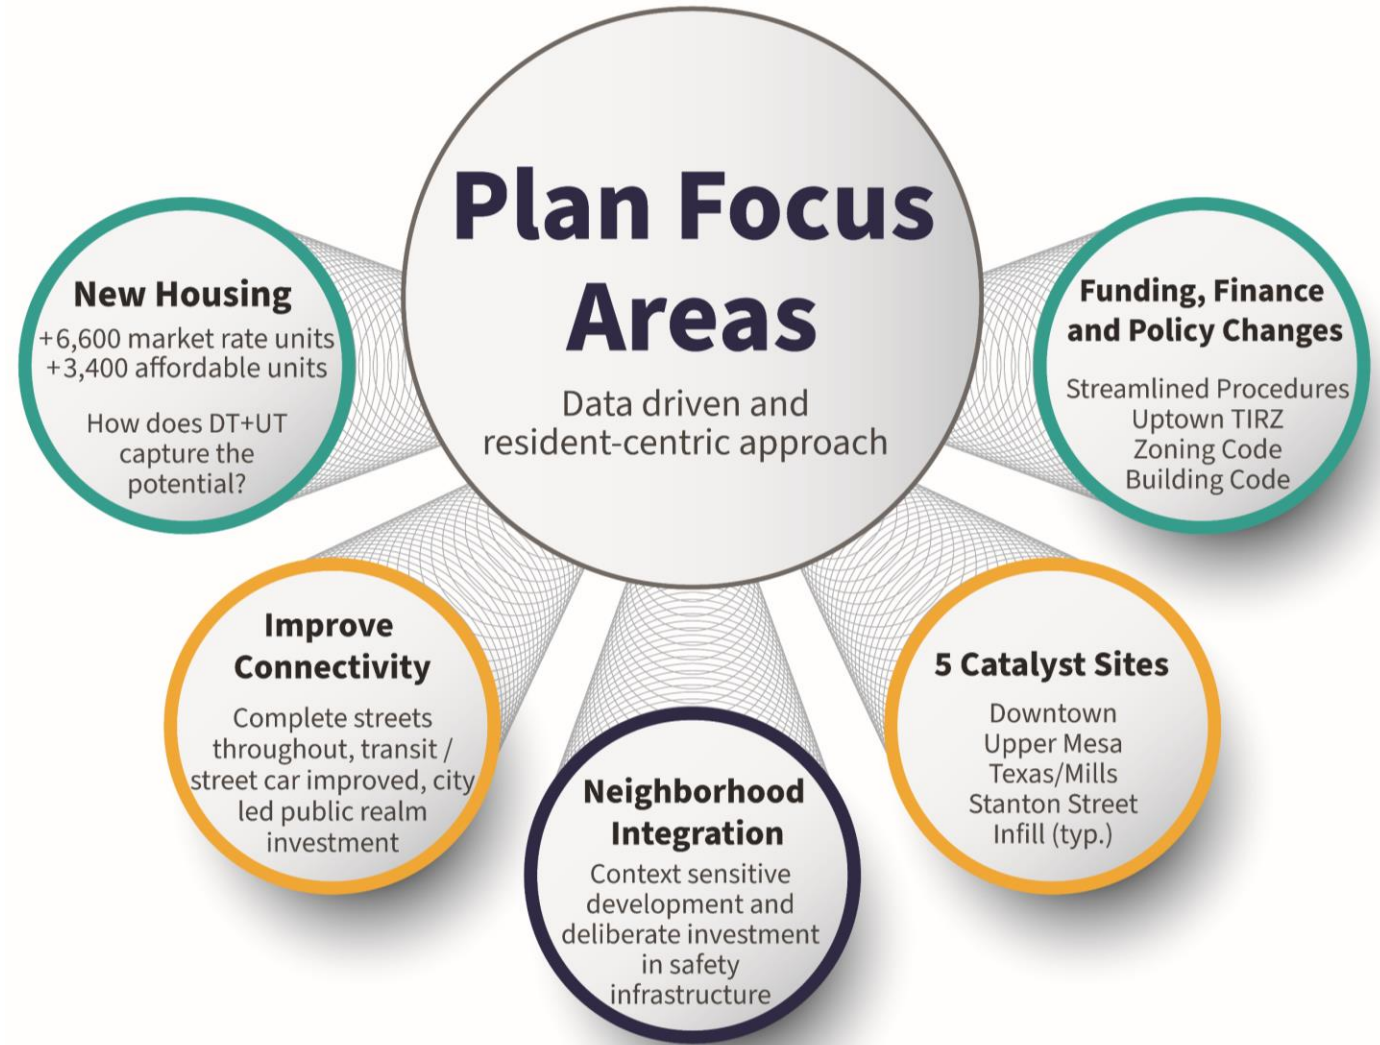 Plan Focus
Areas
Data driven and
resident-centric approach
New Housing
+6,600 market rate units
+3,400 affordable units
How does DT+UT
capture the
potential?
Improve
Connectivity
Complete streets
throughout, transit /
street car improved, city
led public realm
investment
Neighborhood
Integration
Context sensitive
development and
deliberate investment
in safety
infrastructure
5 Catalyst Sites
Downtown
Upper Mesa
Texas/Mills
Stanton Street
Infill (typ.)
Funding, Finance
and Policy Changes
Streamlined Procedures
Uptown TIRZ
Zoning Code
Building Code